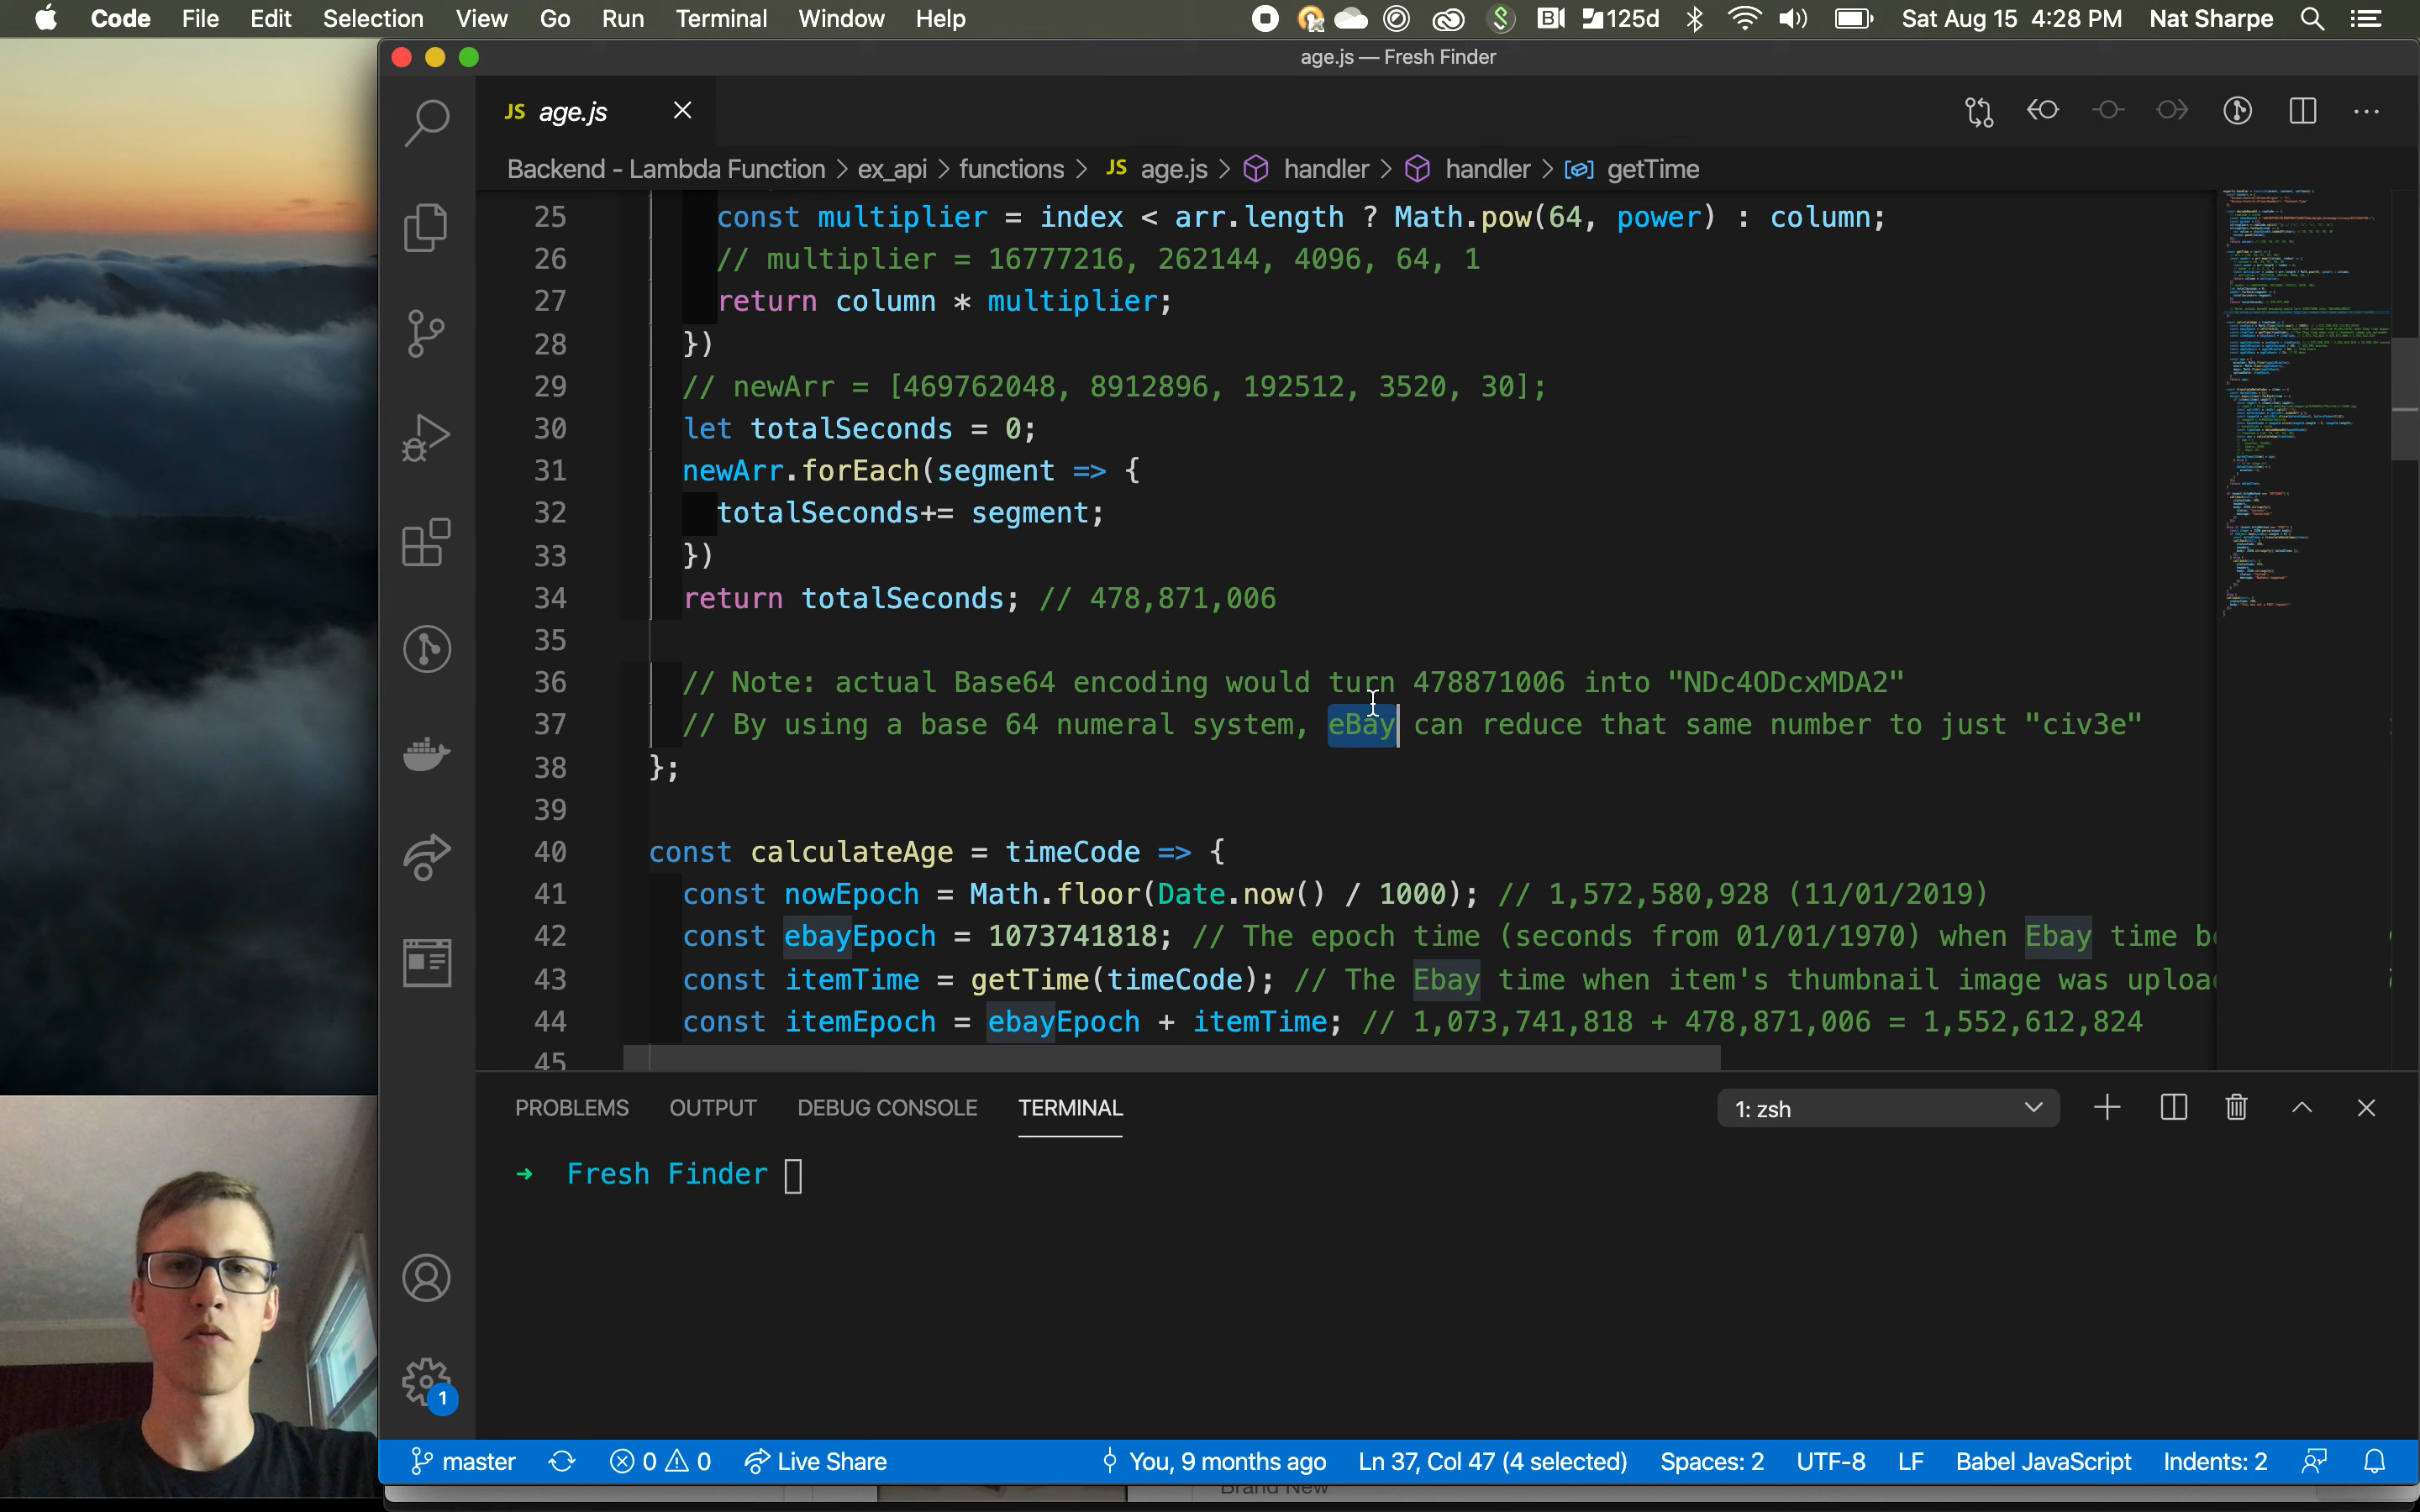 Code File Edit Selection View Go Run Terminal Window Help 125d Sat Aug 15 4:28 PM Nat Sharpe
age.js — Fresh Finder
JS age.js
Backend - Lambda Function > ex_api > functions > JS age.js > handler > handler > getTime
25 const multiplier = index < arr.length ? Math.pow(64, power) : column;
26 // multiplier = 16777216, 262144, 4096, 64, 1
27 return column * multiplier;
28 })
29 // newArr = [469762048, 8912896, 192512, 3520, 30];
30 let totalSeconds = 0;
31 newArr.forEach(segment => {
32 totalSeconds+= segment;
33 })
34 return totalSeconds; // 478,871,006
35
36 // Note: actual Base64 encoding would turn 478871006 into "NDc4ODcxMDA2"
37 // By using a base 64 numeral system, eBay can reduce that same number to just "civ3e"
38 };
39
40 const calculateAge = timeCode => {
41 const nowEpoch = Math.floor(Date.now() / 1000); // 1,572,580,928 (11/01/2019)
42 const ebayEpoch = 1073741818; // The epoch time (seconds from 01/01/1970) when Ebay time
43 const itemTime = getTime(timeCode); // The Ebay time when item's thumbnail image was
44 const itemEpoch = ebayEpoch + itemTime; // 1,073,741,818 + 478,871,006 = 1,552,612,824
45
PROBLEMS OUTPUT DEBUG CONSOLE TERMINAL 1: zsh
→ Fresh Finder
1
master 0 0 Live Share You, 9 months ago Ln 37, Col 47 (4 selected) Spaces: 2 UTF-8 LF Babel JavaScript Indents: 2
Brand New